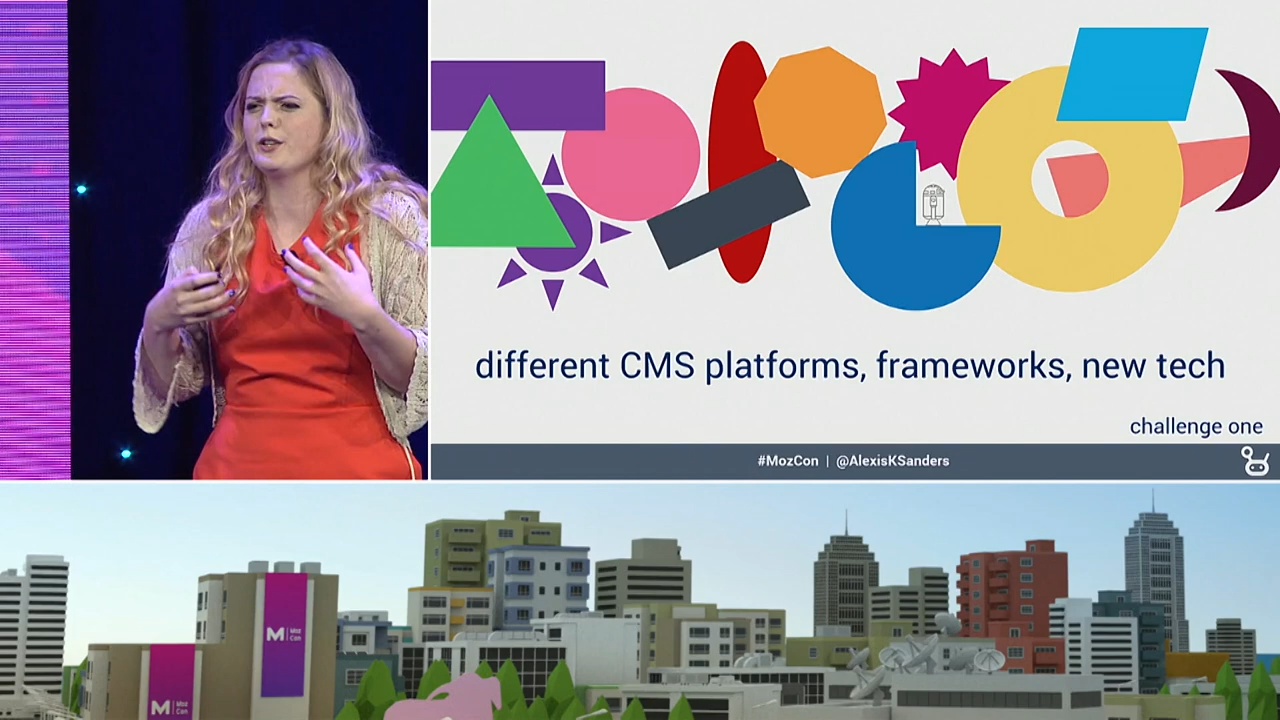 different CMS platforms, frameworks, new tech
challenge one
#MozCon | @AlexisKSanders
M | Moz Con
M | Moz Con